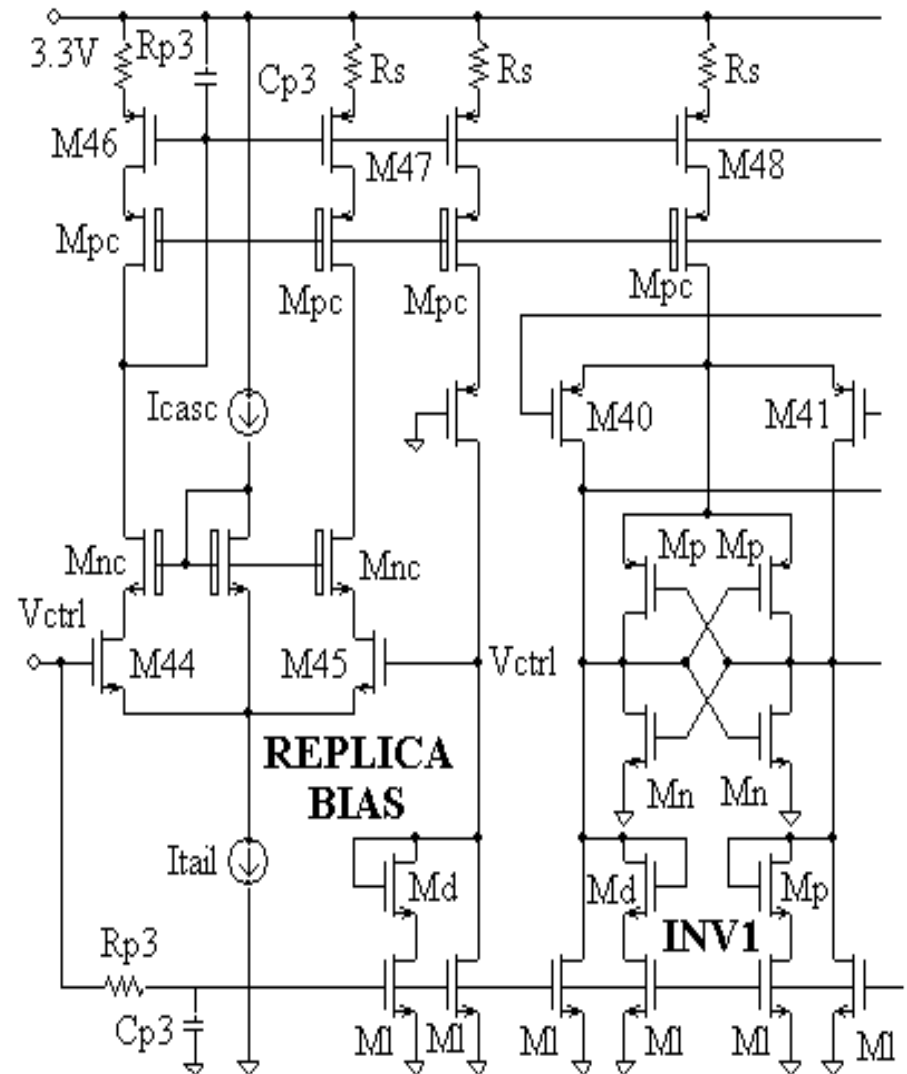 3.3V
Rp3
Cp3
Rs
Rs
Rs
M46
M47
M48
Mpc
Mpc
Mpc
Mpc
Icasc
M40
M41
Mnc
Mnc
Mp
Mp
Vctrl
M44
M45
Vctrl
REPLICA
BIAS
Mn
Mn
Itail
Md
Md
Mp
INV1
Rp3
Cp3
Ml
Ml
Ml
Ml
Ml
Ml